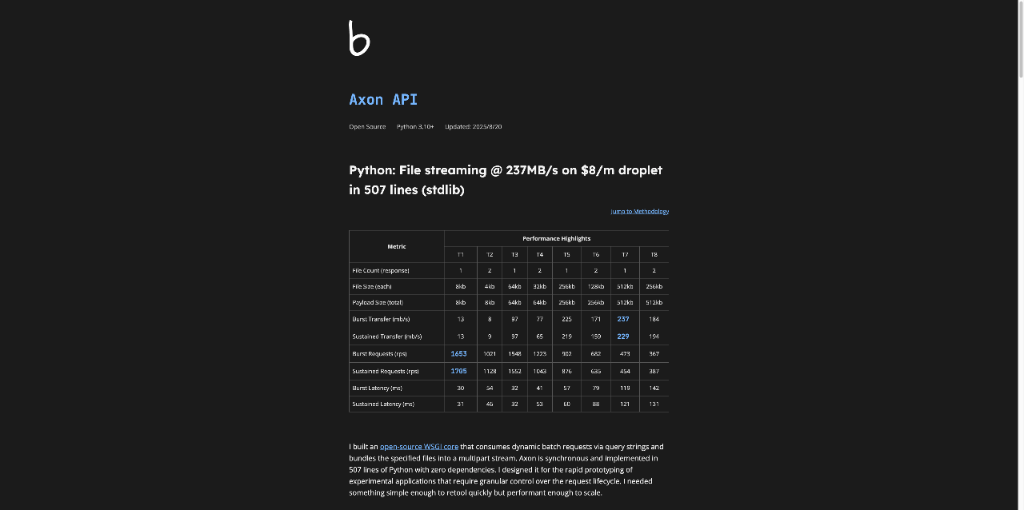 b
Axon API
Open Source Python 3.10+ Updated: 2025/8/20
Python: File streaming @ 237MB/s on $8/m droplet
in 507 lines (stdlib)
Jump to Methodology
Metric Performance Highlights
T1 T2 T3 T4 T5 T6 T7 T8
File Count (response) 1 2 1 2 1 2 1 2
File Size (each) 8kb 4kb 64kb 32kb 256kb 128kb 512kb 256kb
Payload Size (total) 8kb 8kb 64kb 64kb 256kb 256kb 512kb 512kb
Burst Transfer (mb/s) 13 8 97 77 225 171 237 184
Sustained Transfer (mb/s) 13 9 97 65 219 159 229 194
Burst Requests (rps) 1653 1021 1548 1223 902 682 473 367
Sustained Requests (rps) 1705 1128 1552 1043 876 635 454 387
Burst Latency (ms) 30 54 32 41 57 79 119 142
Sustained Latency (ms) 31 46 32 53 60 88 121 131
I built an open-source WSGI core that consumes dynamic batch requests via query strings and
bundles the specified files into a multipart stream. Axon is synchronous and implemented in
507 lines of Python with zero dependencies. I designed it for the rapid prototyping of
experimental applications that require granular control over the request lifecycle. I needed
something simple enough to retool quickly but performant enough to scale.